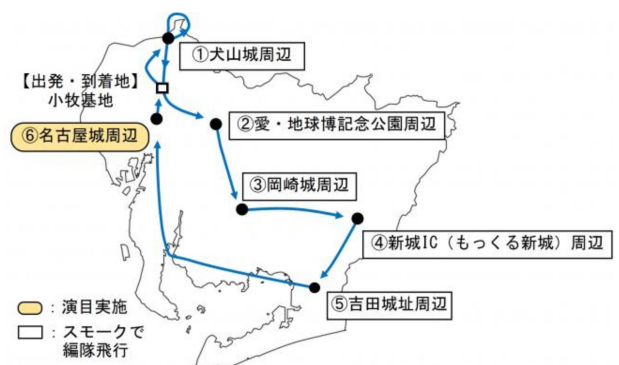 ①犬山城周辺
【出発・到着地】
小牧基地
⑥名古屋城周辺
②愛・地球博記念公園周辺
③岡崎城周辺
④新城IC（もっくる新城）周辺
⑤吉田城址周辺
：演目実施
：スモークで
編隊飛行